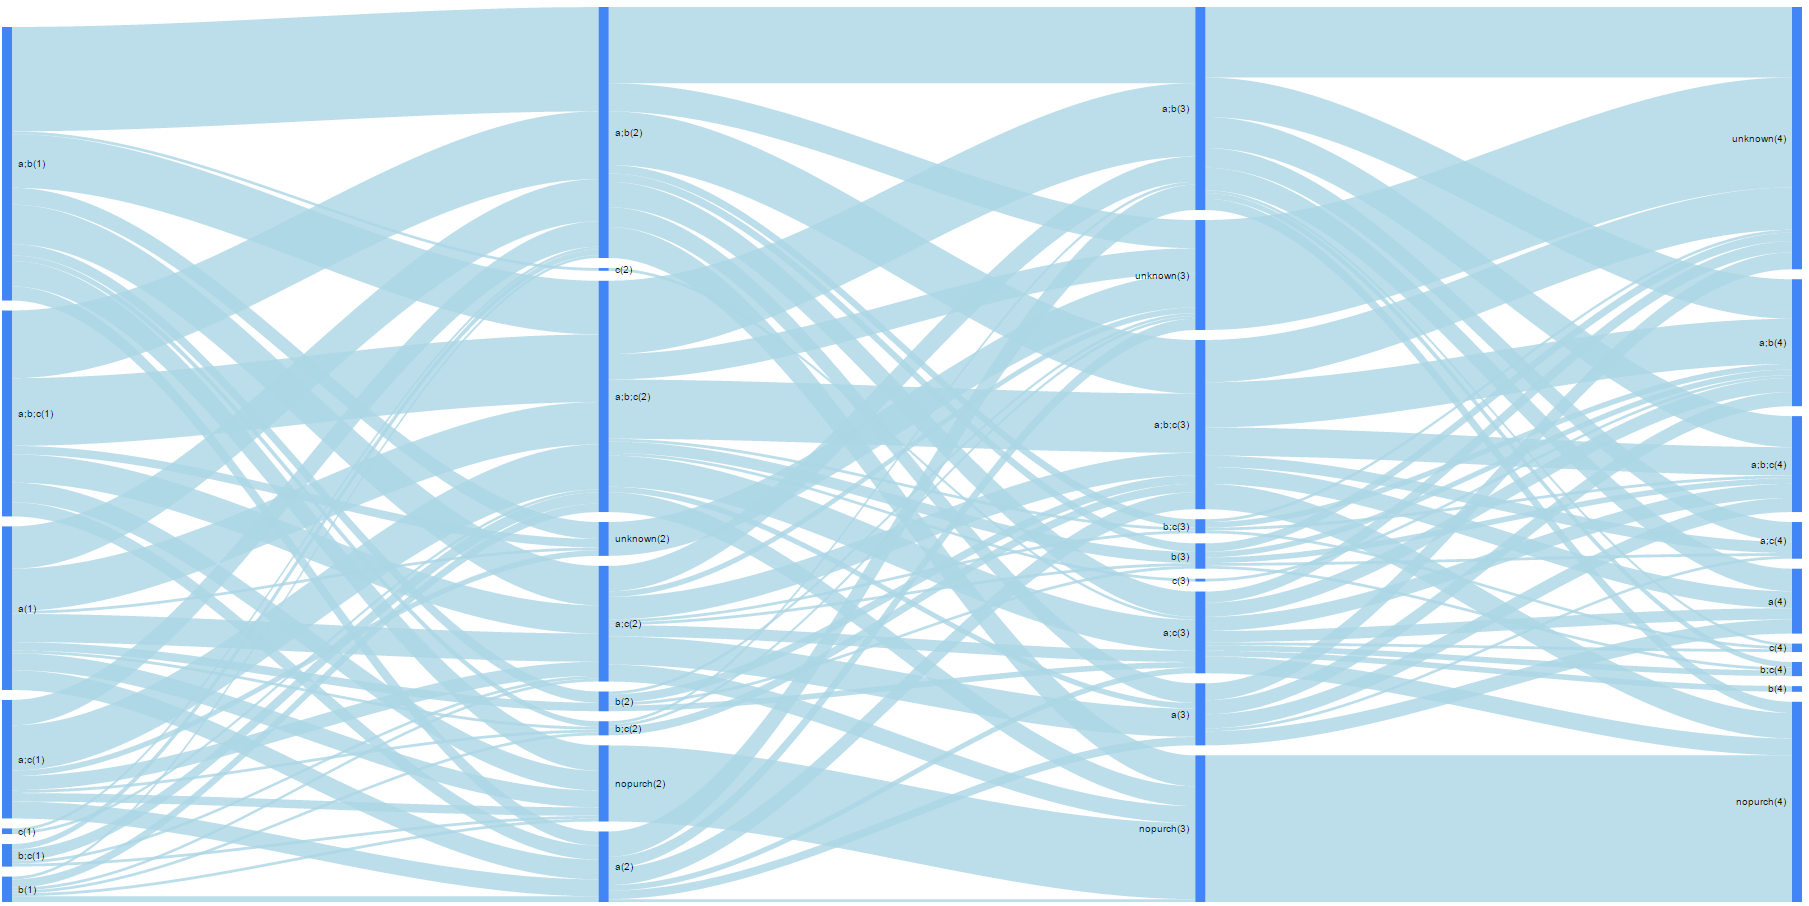 a;b(1)
a;b;c(1)
a(1)
a;c(1)
c(1)
b;c(1)
b(1)
a;b(2)
c(2)
a;b;c(2)
unknown(2)
a;c(2)
b(2)
b;c(2)
nopurch(2)
a(2)
a;b(3)
unknown(3)
a;b;c(3)
b;c(3)
b(3)
c(3)
a;c(3)
a(3)
nopurch(3)
unknown(4)
a;b(4)
a;b;c(4)
a;c(4)
a(4)
c(4)
b;c(4)
b(4)
nopurch(4)